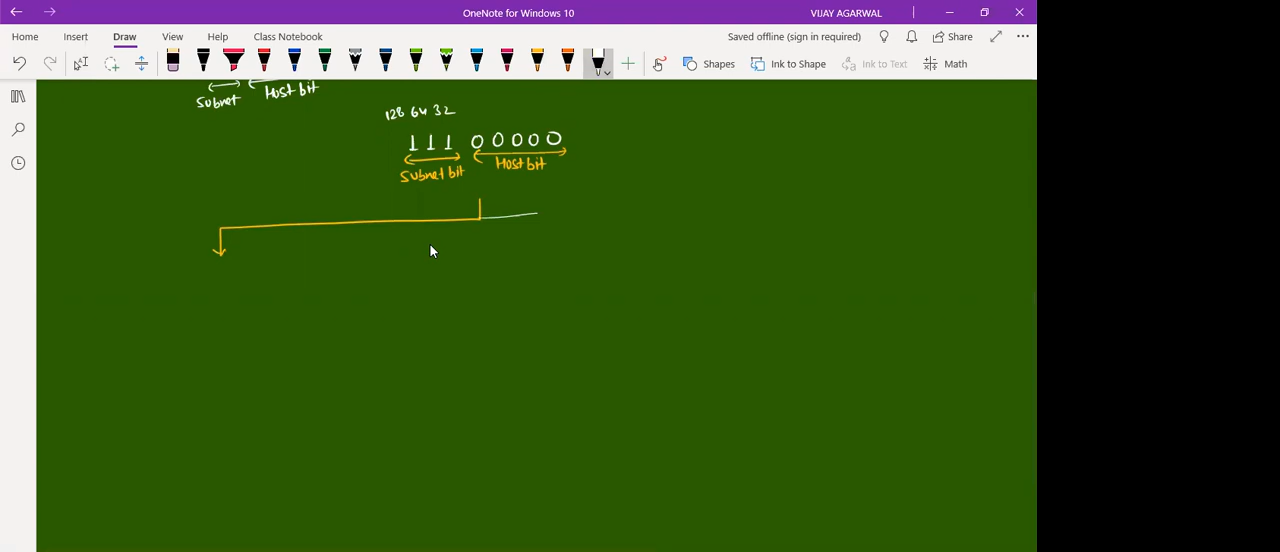 OneNote for Windows 10
VIJAY AGARWAL
Home Insert Draw View Help Class Notebook
Saved offline (sign in required)
Share
Shapes
Ink to Shape
Ink to Text
Math
Subnet Host bit
128 64 32
1 1 1 0 0 0 0 0
Subnet bit Host bit